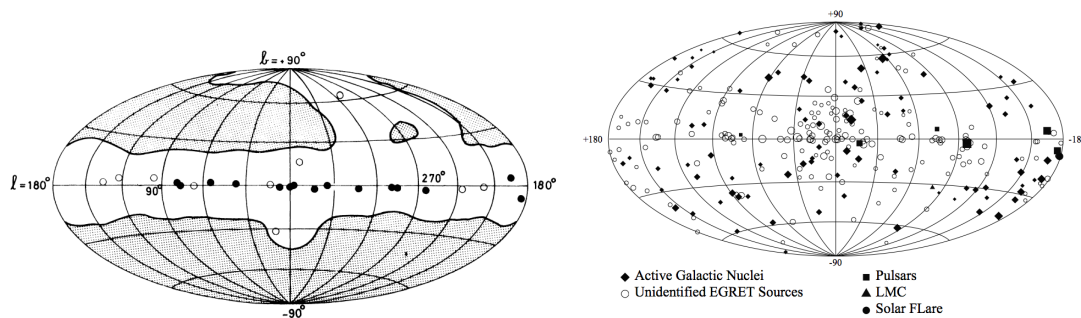 b = +90°
l = 180°
90°
270°
180°
-90°
+90
+180
-18
-90
Active Galactic Nuclei
Unidentified EGRET Sources
Pulsars
LMC
Solar FLare